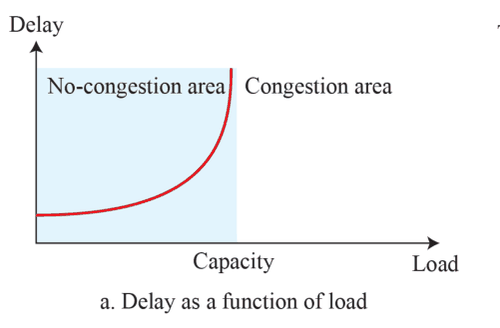 Delay
No-congestion area Congestion area
Capacity
Load
a. Delay as a function of load